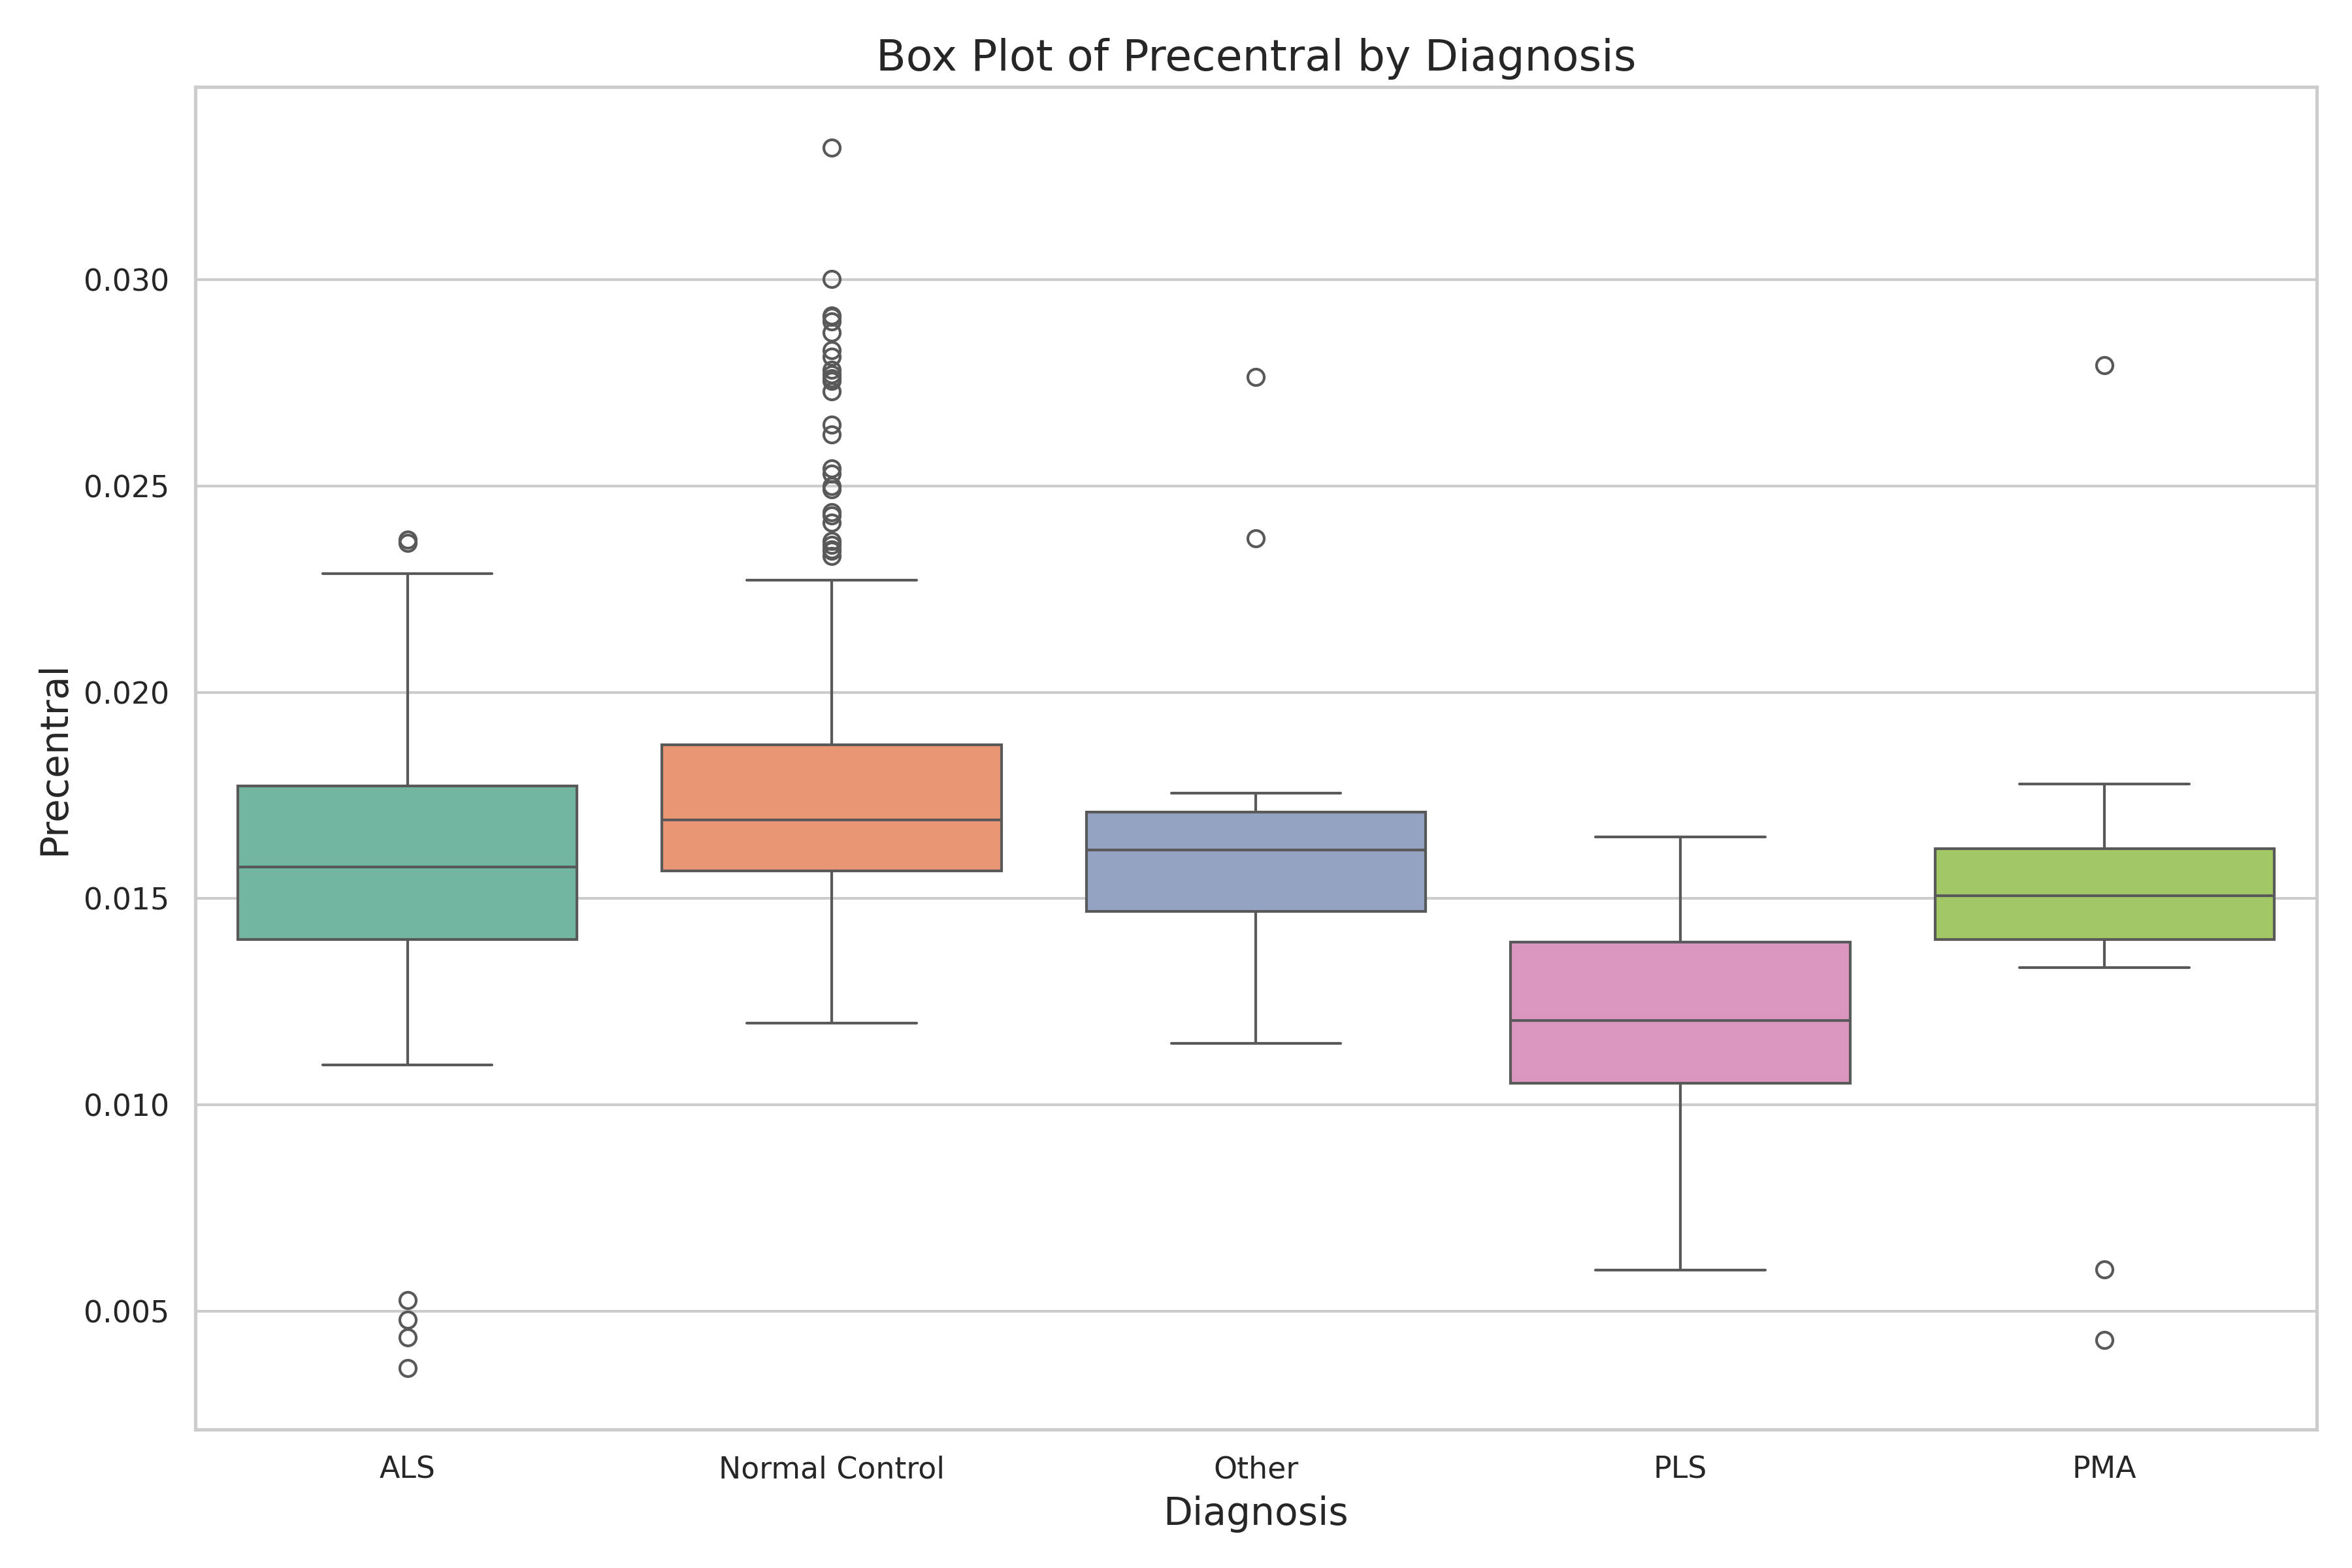 Box Plot of Precentral by Diagnosis
Precentral
0.030
0.025
0.020
0.015
0.010
0.005
ALS
Normal Control
Other
PLS
PMA
Diagnosis